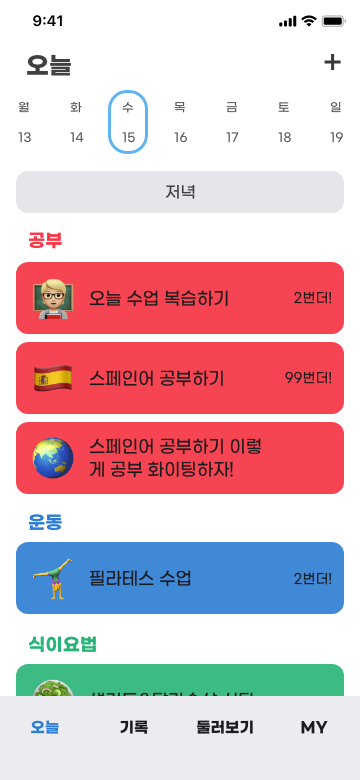 9:41
오늘 +
월 화 수 목 금 토 일
13 14 15 16 17 18 19
저녁
공부
오늘 수업 복습하기 2번더!
스페인어 공부하기 99번더!
스페인어 공부하기 이렇
게 공부 화이팅하자!
운동
필라테스 수업 2번더!
식이요법
오늘 기록 둘러보기 MY